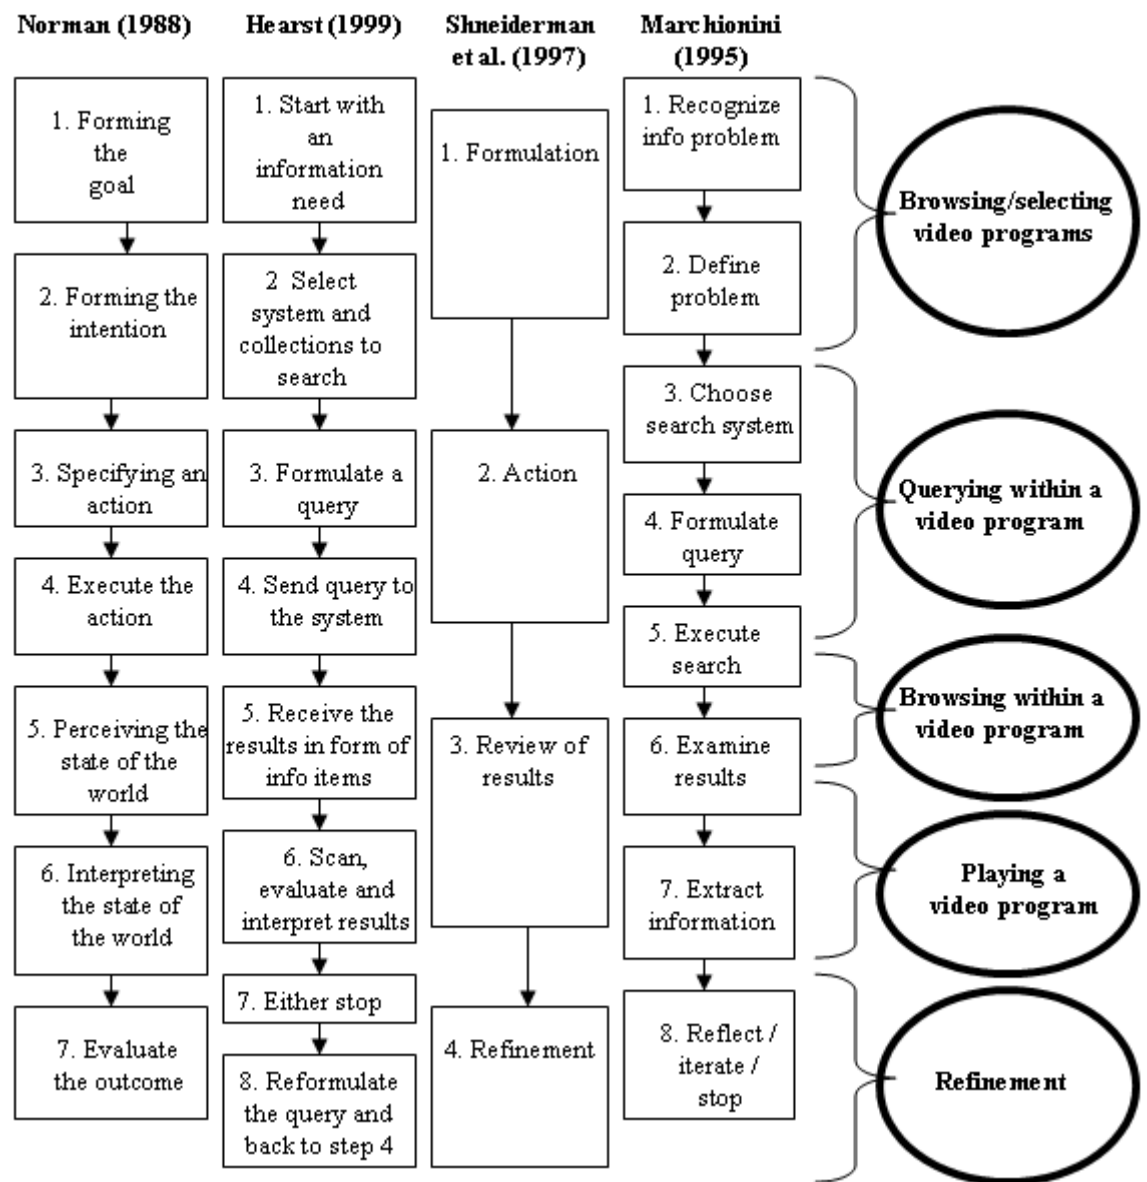 Norman (1988)
Hearst (1999)
Shneiderman
et al. (1997)
Marchionini
(1995)
1. Forming
the
goal
2. Forming the
intention
3. Specifying an
action
4. Execute the
action
5. Perceiving the
state of the
world
6. Interpreting
the state of
the world
7. Evaluate
the outcome
1. Start with
an
information
need
2 Select
system and
collections to
search
3. Formulate a
query
4. Send query to
the system
5. Receive the
results in form of
info items
6. Scan,
evaluate and
interpret results
7. Either stop
8. Reformulate
the query and
back to step 4
1. Formulation
2. Action
3. Review of
results
4. Refinement
1. Recognize
info problem
2. Define
problem
3. Choose
search system
4. Formulate
query
5. Execute
search
6. Examine
results
7. Extract
information
8. Reflect /
iterate /
stop
Browsing/selecting
video programs
Querying within a
video program
Browsing within a
video program
Playing a
video program
Refinement